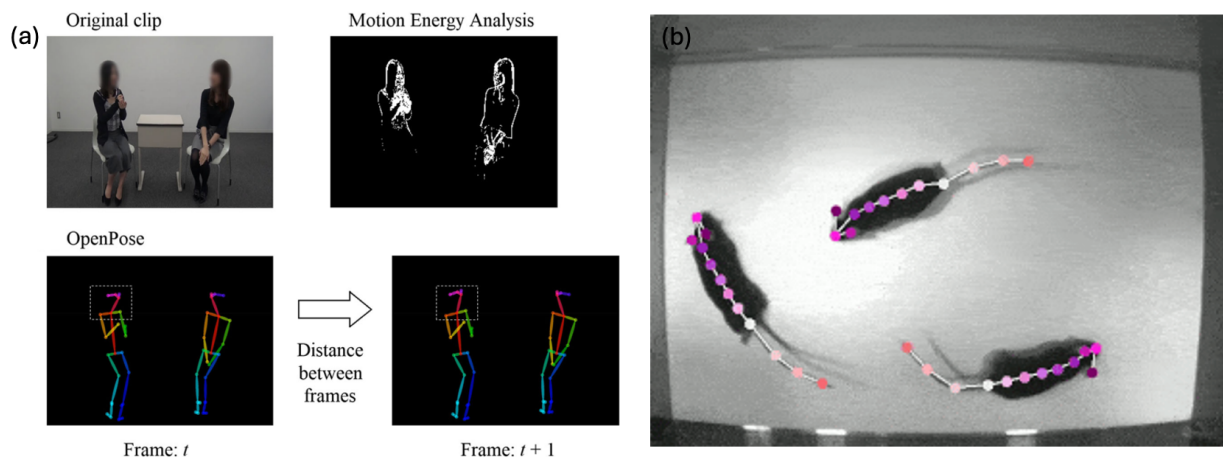 (a)
Original clip
Motion Energy Analysis
OpenPose
Distance
between
frames
Frame: t
Frame: t + 1
(b)